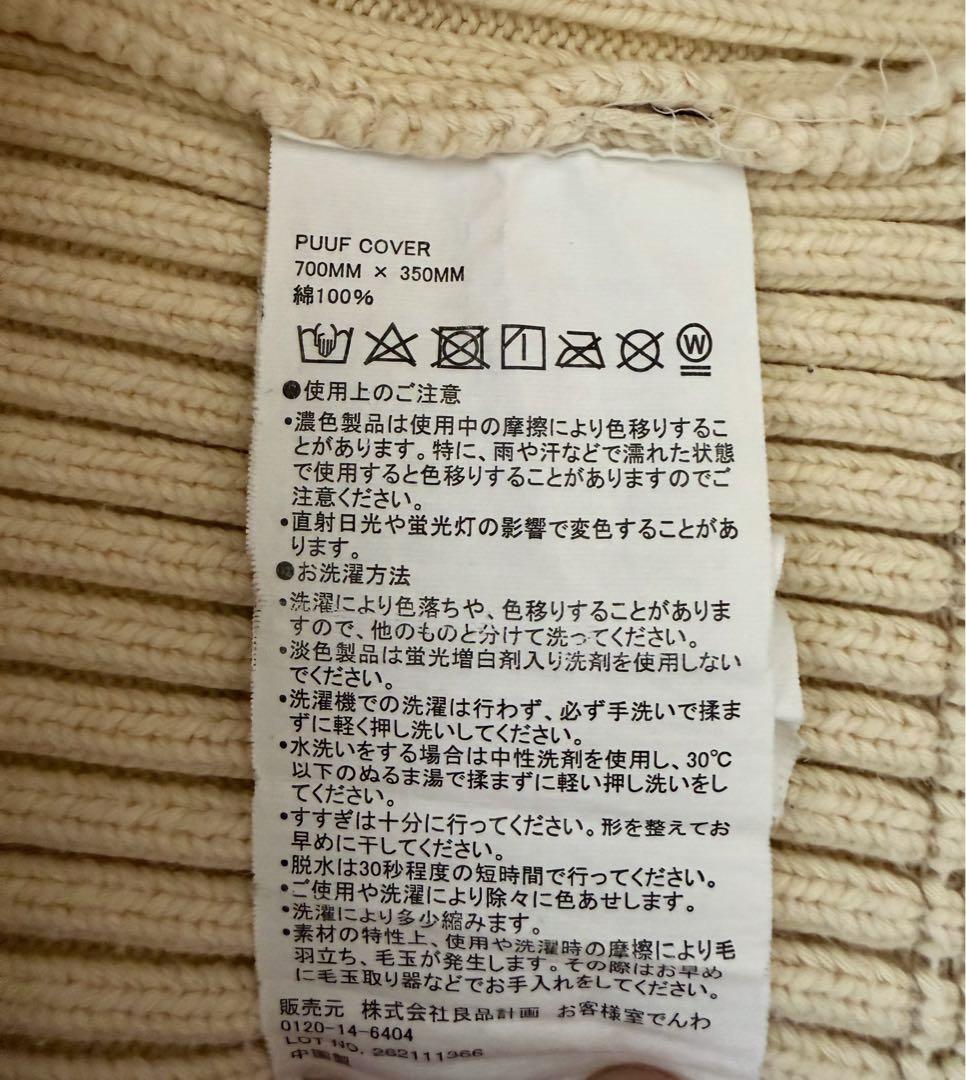 PUUF COVER
700MM × 350MM
綿100%
W
●使用上のご注意
•濃色製品は使用中の摩擦により色移りするこ
とがあります。特に、雨や汗などで濡れた状態
で使用すると色移りすることがありますのでご
注意ください。
•直射日光や蛍光灯の影響で変色することがあ
ります。
●お洗濯方法
•洗濯により色落ちや、色移りすることがありま
すので、他のものと分けて洗ってください。
•淡色製品は蛍光増白剤入り洗剤を使用しない
でください。
•洗濯機での洗濯は行わず、必ず手洗いで揉ま
ずに軽く押し洗いしてください。
•水洗いをする場合は中性洗剤を使用し、30℃
以下のぬるま湯で揉まずに軽い押し洗いをし
てください。
•すすぎは十分に行ってください。形を整えてお
早めに干してください。
•脱水は30秒程度の短時間で行ってください。
•ご使用や洗濯により除々に色あせします。
•洗濯により多少縮みます。
•素材の特性上、使用や洗濯時の摩擦により毛
羽立ち、毛玉が発生します。その際はお早め
に毛玉取り器などでお手入れをしてください。
販売元 株式会社良品計画 お客様室でんわ
0120-14-6404
LOT NO. 262111366
中国製